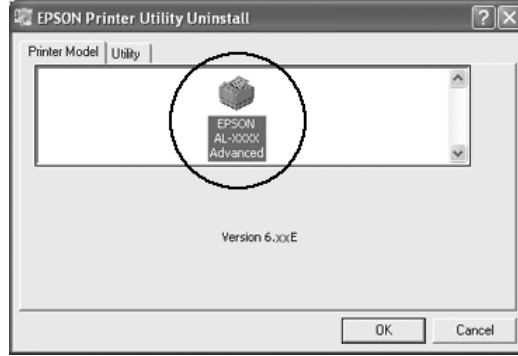 EPSON Printer Utility Uninstall
Printer Model Utility
EPSON
AL-XXXX
Advanced
Version 6.xxE
OK Cancel